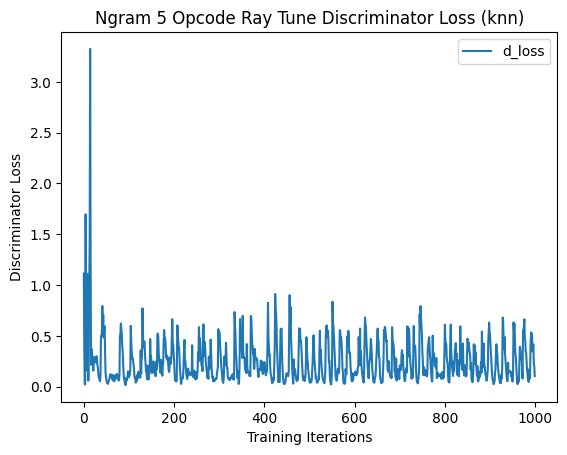 Ngram 5 Opcode Ray Tune Discriminator Loss (knn)
d_loss
3.0
2.5
2.0
1.5
1.0
0.5
0.0
Discriminator Loss
0 200 400 600 800 1000
Training Iterations